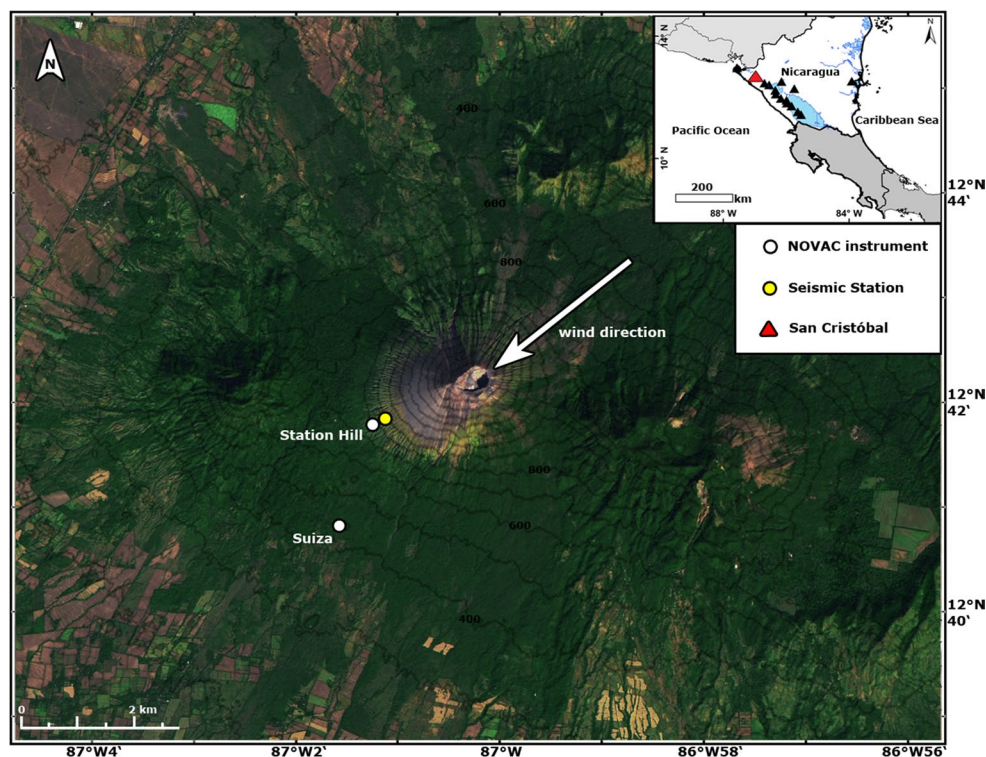 N
N
14° N
Nicaragua
Caribbean Sea
Pacific Ocean
10° N
200
km
88°W
84°W
400
12°N
44‘
600
NOVAC instrument
800
Seismic Station
wind direction
San Cristóbal
12°N
42‘
Station Hill
800
600
Suiza
12°N
40‘
400
0
2 km
87°W4‘
87°W2‘
87°W
86°W58‘
86°W56‘